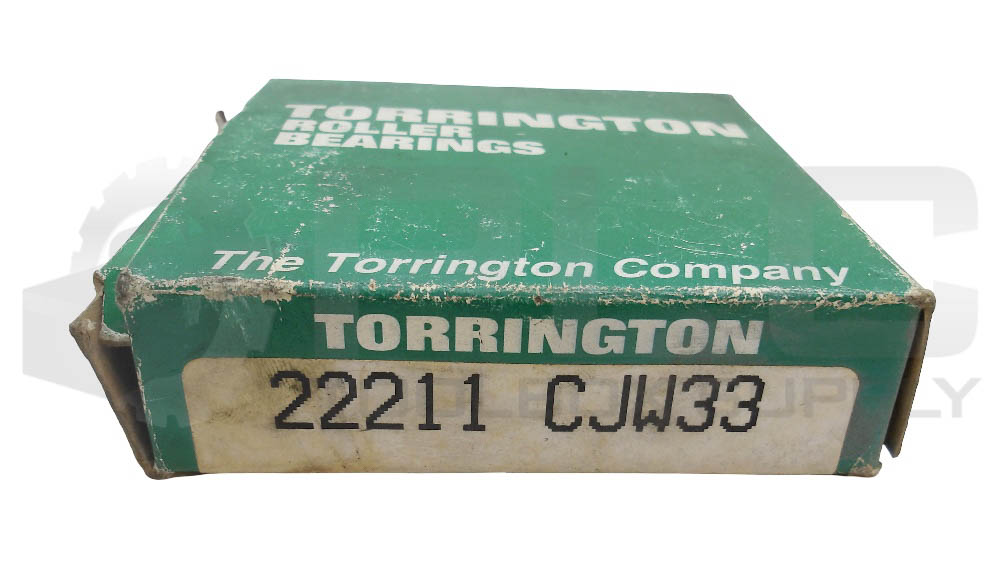 TORRINGTON
ROLLER
BEARINGS
The Torrington Company
TORRINGTON
22211 CJW33